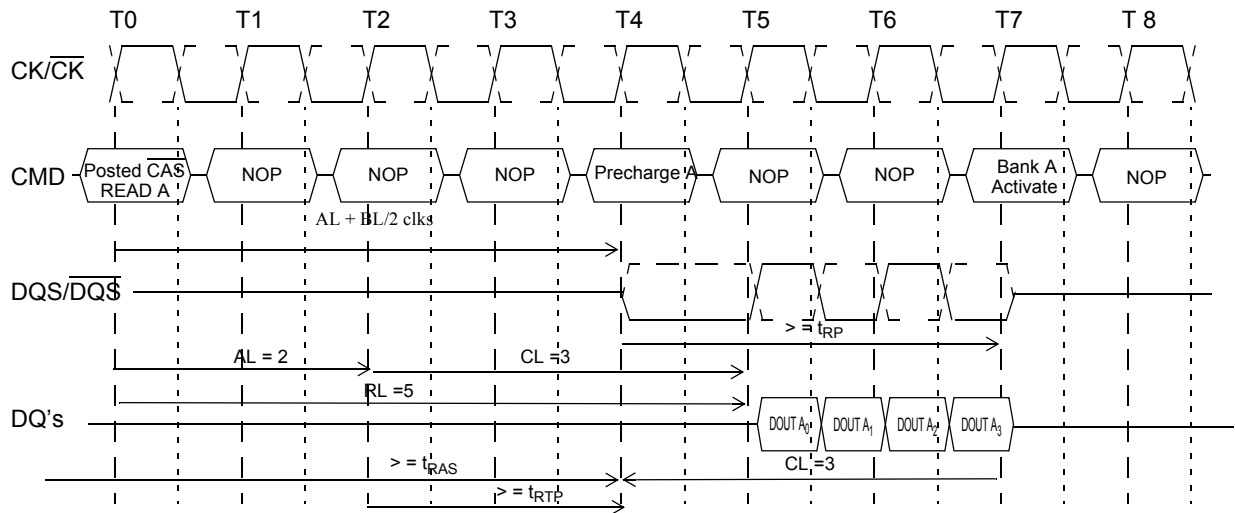 T0 T1 T2 T3 T4 T5 T6 T7 T 8
CK/CK
CMD
Posted CAS
READ A
NOP
NOP
NOP
Precharge A
NOP
NOP
Bank A
Activate
NOP
AL + BL/2 clks
DQS/DQS
> = tRP
AL = 2
CL =3
RL =5
DQ's
DOUT A0
DOUT A1
DOUT A2
DOUT A3
> = tRAS
CL =3
> = tRTP